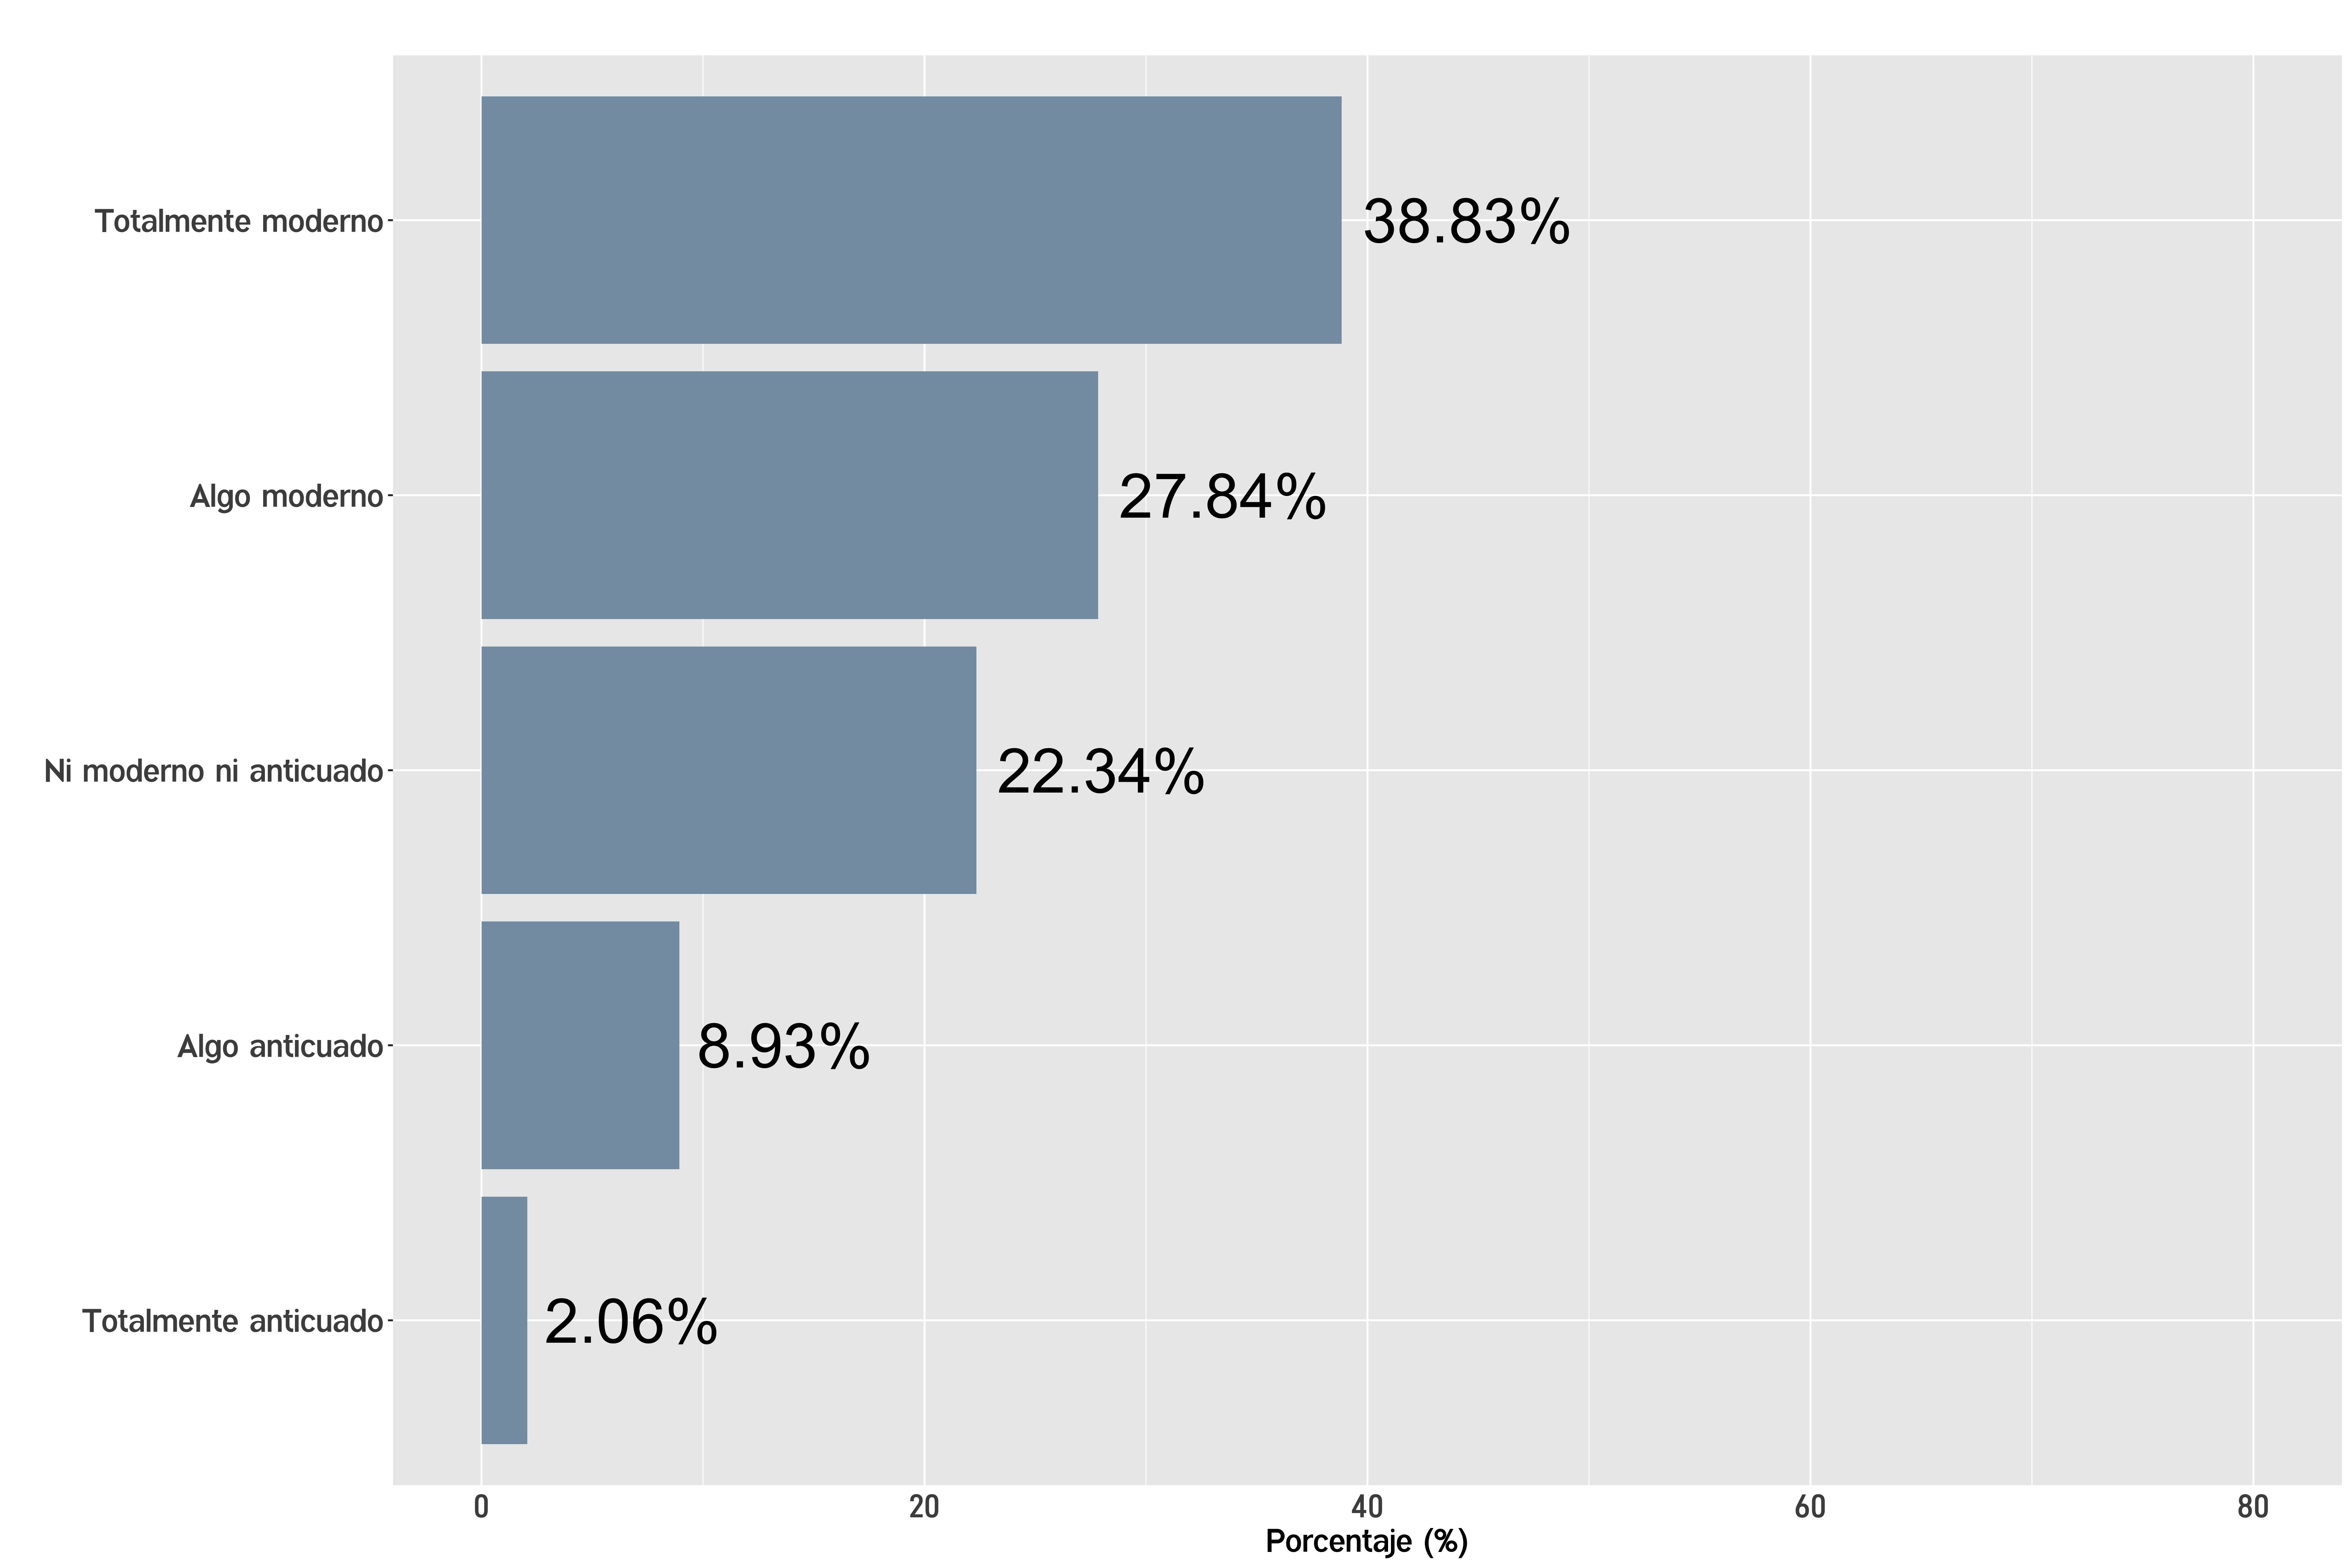 Totalmente moderno
38.83%
Algo moderno
27.84%
Ni moderno ni anticuado
22.34%
Algo anticuado
8.93%
Totalmente anticuado
2.06%
0 20 40 60 80
Porcentaje (%)